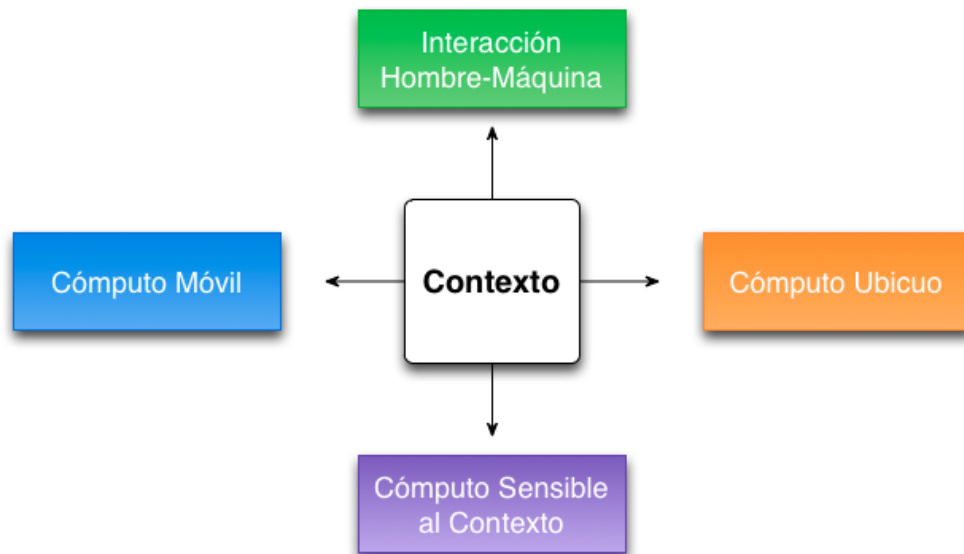 Interacción
Hombre-Máquina
Cómputo Móvil
Contexto
Cómputo Ubicuo
Cómputo Sensible
al Contexto